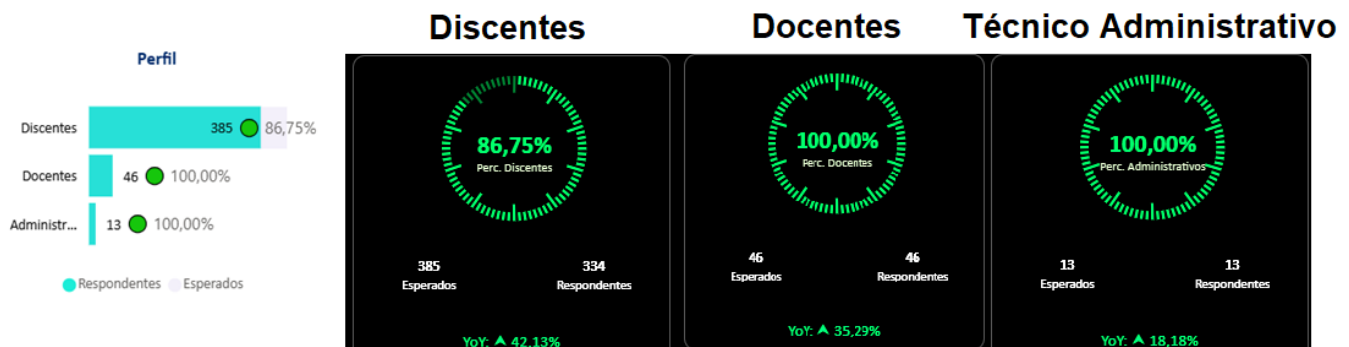 Perfil
Discentes 385 86,75%
Docentes 46 100,00%
Administr... 13 100,00%
Respondentes Esperados
Discentes
86,75%
Perc. Discentes
385 334
Esperados Respondentes
YoY: ▲ 42,13%
Docentes
100,00%
Perc. Docentes
46 46
Esperados Respondentes
YoY: ▲ 35,29%
Técnico Administrativo
100,00%
Perc. Administrativos
13 13
Esperados Respondentes
YoY: ▲ 18,18%